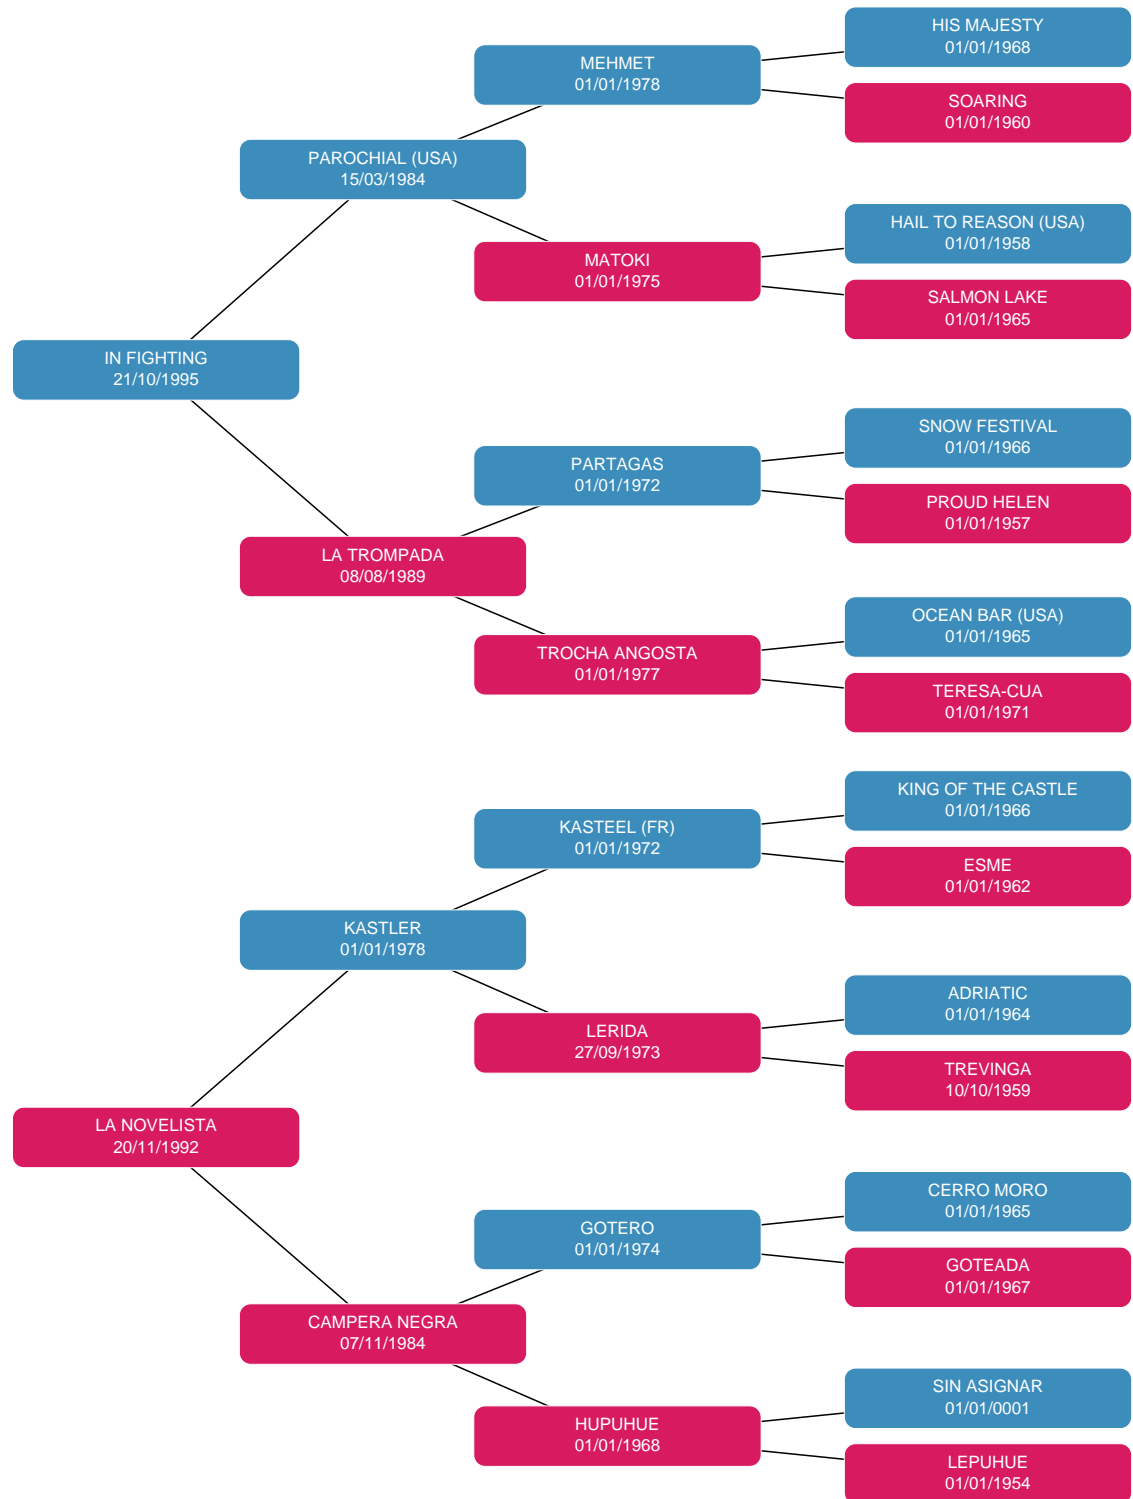 HIS MAJESTY
01/01/1968
MEHMET
01/01/1978
SOARING
01/01/1960
PAROCHIAL (USA)
15/03/1984
HAIL TO REASON (USA)
01/01/1958
MATOKI
01/01/1975
SALMON LAKE
01/01/1965
IN FIGHTING
21/10/1995
SNOW FESTIVAL
01/01/1966
PARTAGAS
01/01/1972
PROUD HELEN
01/01/1957
LA TROMPADA
08/08/1989
OCEAN BAR (USA)
01/01/1965
TROCHA ANGOSTA
01/01/1977
TERESA-CUA
01/01/1971
KING OF THE CASTLE
01/01/1966
KASTEEL (FR)
01/01/1972
ESME
01/01/1962
KASTLER
01/01/1978
ADRIATIC
01/01/1964
LERIDA
27/09/1973
TREVINGA
10/10/1959
LA NOVELISTA
20/11/1992
CERRO MORO
01/01/1965
GOTERO
01/01/1974
GOTEADA
01/01/1967
CAMPERA NEGRA
07/11/1984
SIN ASIGNAR
01/01/0001
HUPUHUE
01/01/1968
LEPUHUE
01/01/1954